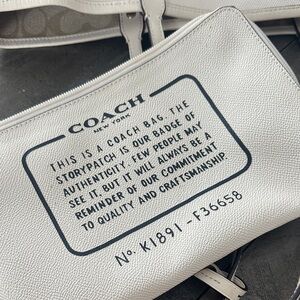 COACH
NEW YORK
THIS IS A COACH BAG. THE
STORYPATCH IS OUR BADGE OF
AUTHENTICITY. FEW PEOPLE MAY
SEE IT, BUT IT WILL ALWAYS BE A
REMINDER OF OUR COMMITMENT
TO QUALITY AND CRAFTSMANSHIP.
Nº. K1891 - F36658